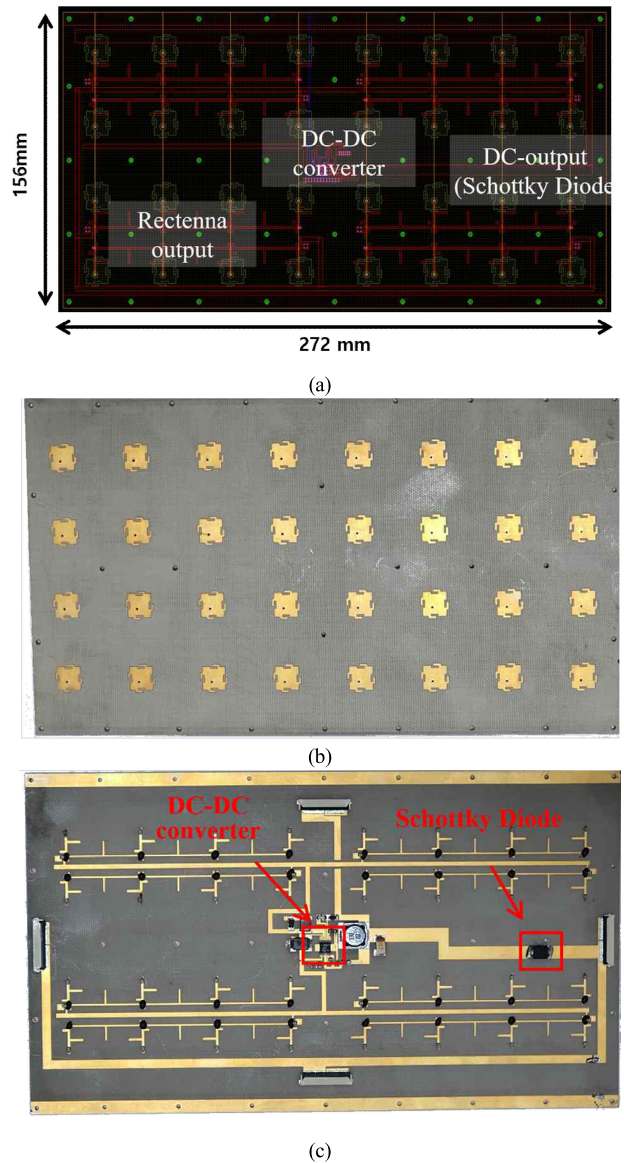 156mm
DC-DC
converter
DC-output
(Schottky Diode
Rectenna
output
272 mm
(a)
(b)
DC-DC
converter
Schottky Diode
(c)